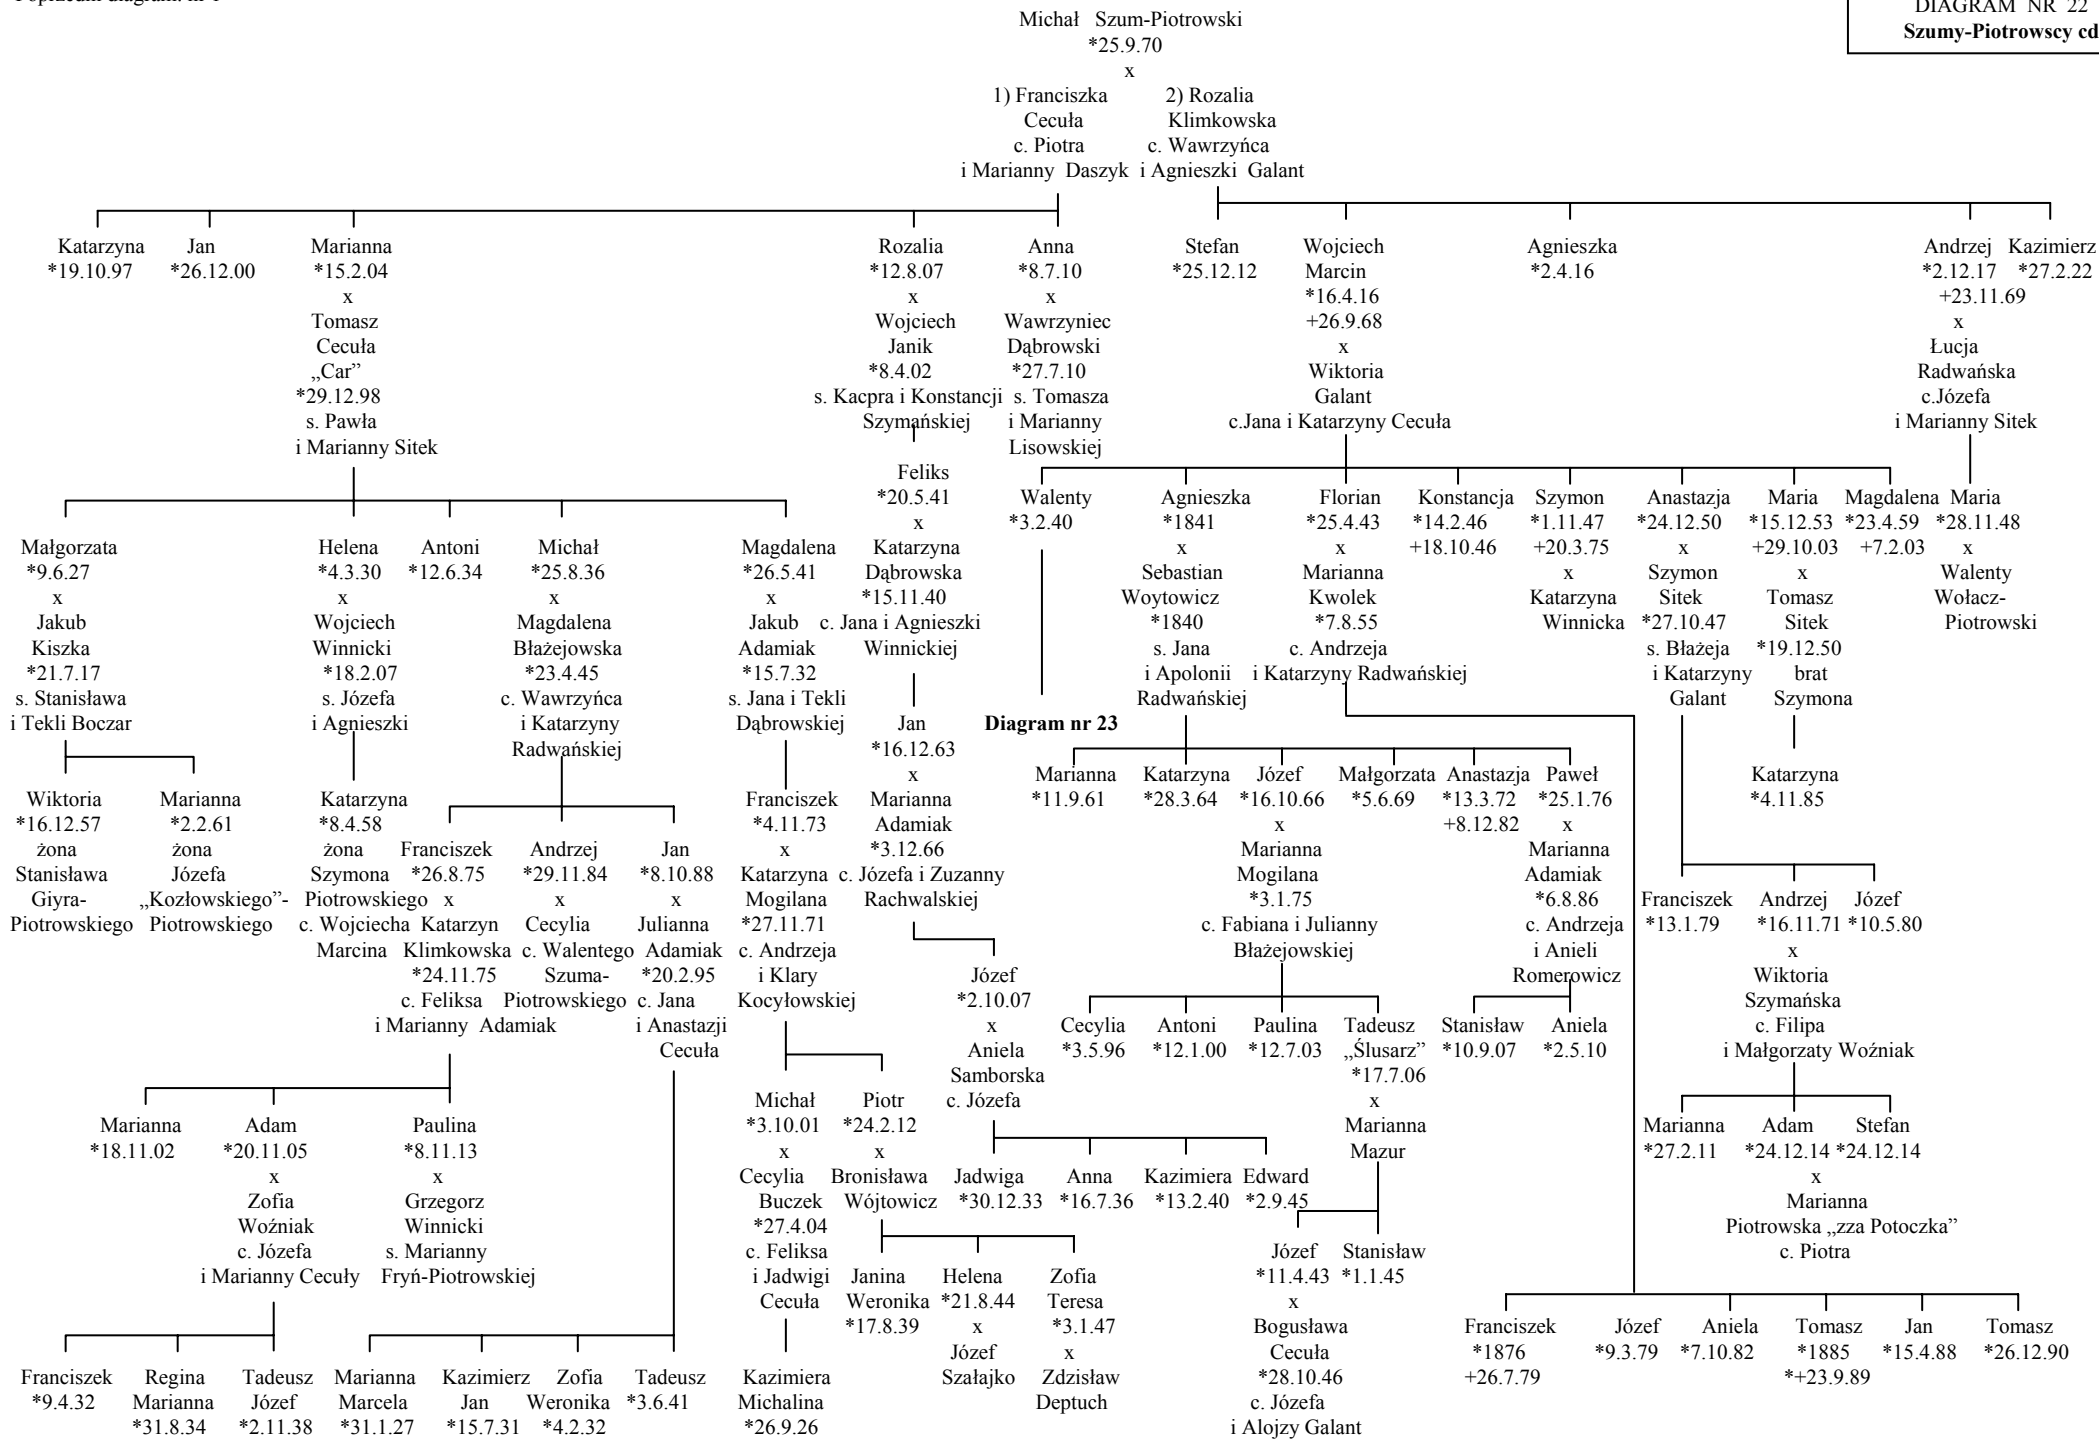 Michał Szum-Piotrowski
*25.9.70
x
1) Franciszka
Cecuła
c. Piotra
i Marianny Daszyk
2) Rozalia
Klimkowska
c. Wawrzyńca
i Agnieszki Galant
DIAGRAM NR 22
Szumy-Piotrowscy cd
Katarzyna
*19.10.97
Jan
*26.12.00
Marianna
*15.2.04
x
Tomasz
Cecuła
„Car”
*29.12.98
s. Pawła
i Marianny Sitek
Rozalia
*12.8.07
x
Wojciech
Janik
*8.4.02
s. Kacpra i Konstancji
Szymańskiej
Anna
*8.7.10
x
Wawrzyniec
Dąbrowski
*27.7.10
s. Tomasza
i Marianny
Lisowskiej
Stefan
*25.12.12
Wojciech
Marcin
*16.4.16
+26.9.68
x
Wiktoria
Galant
c.Jana i Katarzyny Cecuła
Agnieszka
*2.4.16
Andrzej
*2.12.17
+23.11.69
x
Łucja
Radwańska
c.Józefa
i Marianny Sitek
Kazimierz
*27.2.22
Małgorzata
*9.6.27
x
Jakub
Kiszka
*21.7.17
s. Stanisława
i Tekli Boczar
Helena
*4.3.30
x
Wojciech
Winnicki
*18.2.07
s. Józefa
i Agnieszki
Antoni
*12.6.34
Michał
*25.8.36
x
Magdalena
Błażejowska
*23.4.45
c. Wawrzyńca
i Katarzyny
Radwańskiej
Magdalena
*26.5.41
x
Jakub
Adamiak
*15.7.32
s. Jana i Tekli
Dąbrowskiej
Feliks
*20.5.41
x
Katarzyna
Dąbrowska
*15.11.40
c. Jana i Agnieszki
Winnickiej
Walenty
*3.2.40
Diagram nr 23
Agnieszka
*1841
x
Sebastian
Woytowicz
*1840
s. Jana
i Apolonii
Radwańskiej
Florian
*25.4.43
x
Marianna
Kwolek
*7.8.55
c. Andrzeja
i Katarzyny Radwańskiej
Konstancja
*14.2.46
+18.10.46
Szymon
*1.11.47
+20.3.75
x
Katarzyna
Winnicka
Anastazja
*24.12.50
x
Szymon
Sitek
*27.10.47
s. Błażeja
i Katarzyny
Galant
Maria
*15.12.53
+29.10.03
x
Tomasz
Sitek
*19.12.50
brat
Szymona
Magdalena
*23.4.59
+7.2.03
Maria
*28.11.48
x
Walenty
Wołacz-
Piotrowski
Wiktoria
*16.12.57
żona
Stanisława
Giyra-
Piotrowskiego
Marianna
*2.2.61
żona
Józefa
„Kozłowskiego”-
Piotrowskiego
Katarzyna
*8.4.58
żona
Szymona
Piotrowskiego
c. Wojciecha
Marcina
Franciszek
*26.8.75
x
Katarzyn
Klimkowska
*24.11.75
c. Feliksa
i Marianny Adamiak
Andrzej
*29.11.84
x
Cecylia
c. Walentego
Szuma-
Piotrowskiego
Jan
*8.10.88
x
Julianna
Adamiak
*20.2.95
c. Jana
i Anastazji
Cecuła
Franciszek
*4.11.73
x
Katarzyna
Mogilana
*27.11.71
c. Andrzeja
i Klary
Kocyłowskiej
Jan
*16.12.63
x
Marianna
Adamiak
*3.12.66
c. Józefa i Zuzanny
Rachwalskiej
Marianna
*11.9.61
Katarzyna
*28.3.64
Józef
*16.10.66
x
Marianna
Mogilana
*3.1.75
c. Fabiana i Julianny
Błażejowskiej
Małgorzata
*5.6.69
Anastazja
*13.3.72
+8.12.82
Paweł
*25.1.76
x
Marianna
Adamiak
*6.8.86
c. Andrzeja
i Anieli
Romerowicz
Katarzyna
*4.11.85
Franciszek
*13.1.79
Andrzej
*16.11.71
x
Wiktoria
Szymańska
c. Filipa
i Małgorzaty Woźniak
Józef
*10.5.80
Józef
*2.10.07
x
Aniela
Samborska
c. Józefa
Cecylia
*3.5.96
Antoni
*12.1.00
Paulina
*12.7.03
Tadeusz
„Ślusarz”
*17.7.06
x
Marianna
Mazur
Stanisław
*10.9.07
Aniela
*2.5.10
Marianna
*18.11.02
Adam
*20.11.05
x
Zofia
Woźniak
c. Józefa
i Marianny Cecuły
Paulina
*8.11.13
x
Grzegorz
Winnicki
s. Marianny
Fryń-Piotrowskiej
Michał
*3.10.01
x
Cecylia
Buczek
*27.4.04
c. Feliksa
i Jadwigi
Cecuła
Piotr
*24.2.12
x
Bronisława
Wójtowicz
Jadwiga
*30.12.33
Anna
*16.7.36
Kazimiera
*13.2.40
Edward
*2.9.45
Marianna
*27.2.11
Adam
*24.12.14
x
Marianna
Piotrowska „zza Potoczka”
c. Piotra
Stefan
*24.12.14
Janina
Weronika
*17.8.39
Helena
*21.8.44
x
Józef
Szałajko
Zofia
Teresa
*3.1.47
x
Zdzisław
Deptuch
Józef
*11.4.43
x
Bogusława
Cecuła
*28.10.46
c. Józefa
i Alojzy Galant
Stanisław
*1.1.45
Franciszek
*1876
+26.7.79
Józef
*9.3.79
Aniela
*7.10.82
Tomasz
*1885
*+23.9.89
Jan
*15.4.88
Tomasz
*26.12.90
Franciszek
*9.4.32
Regina
Marianna
*31.8.34
Tadeusz
Józef
*2.11.38
Marianna
Marcela
*31.1.27
Kazimierz
Jan
*15.7.31
Zofia
Weronika
*4.2.32
Tadeusz
*3.6.41
Kazimiera
Michalina
*26.9.26